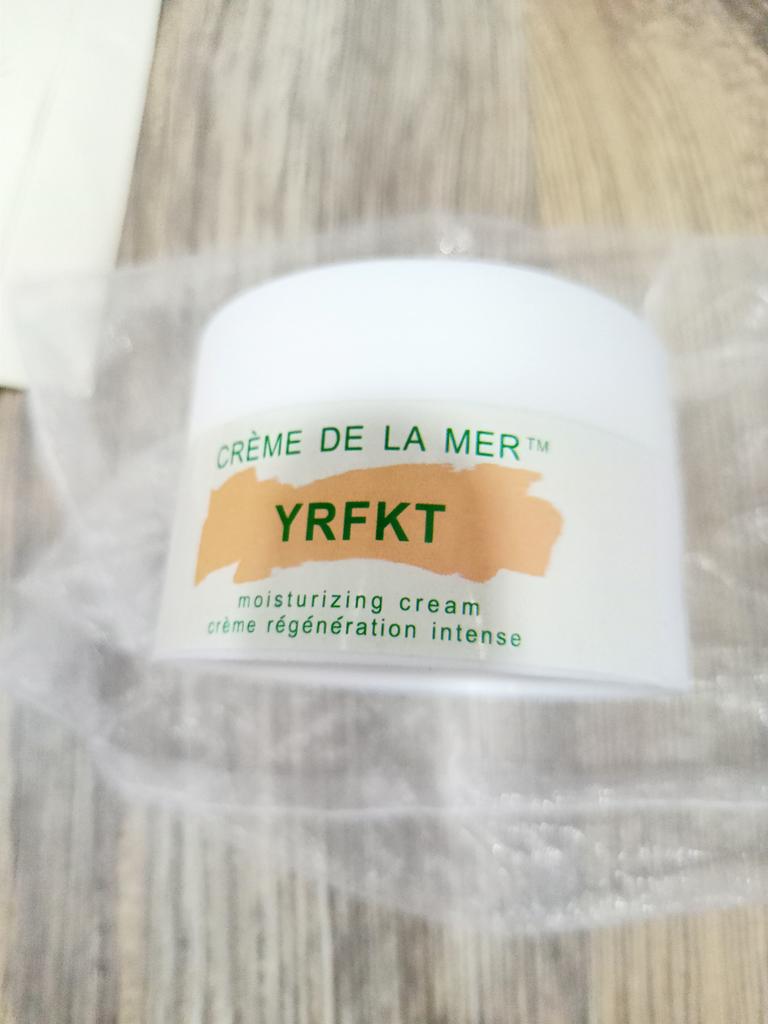 CRÈME DE LA MER™
YRFKT
moisturizing cream
crème régénération intense